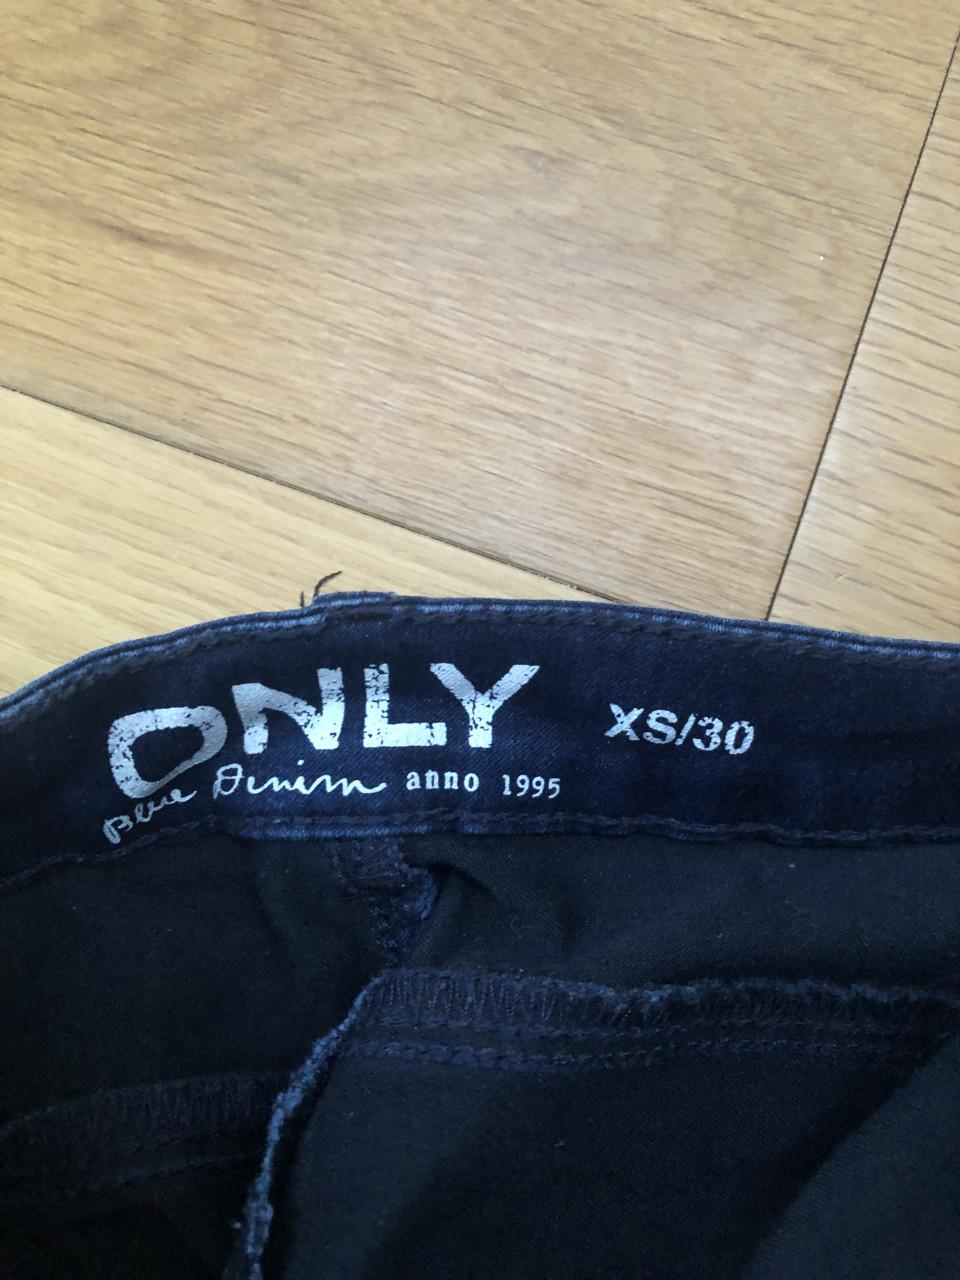 ONLY
XS/30
Blue Denim anno 1995